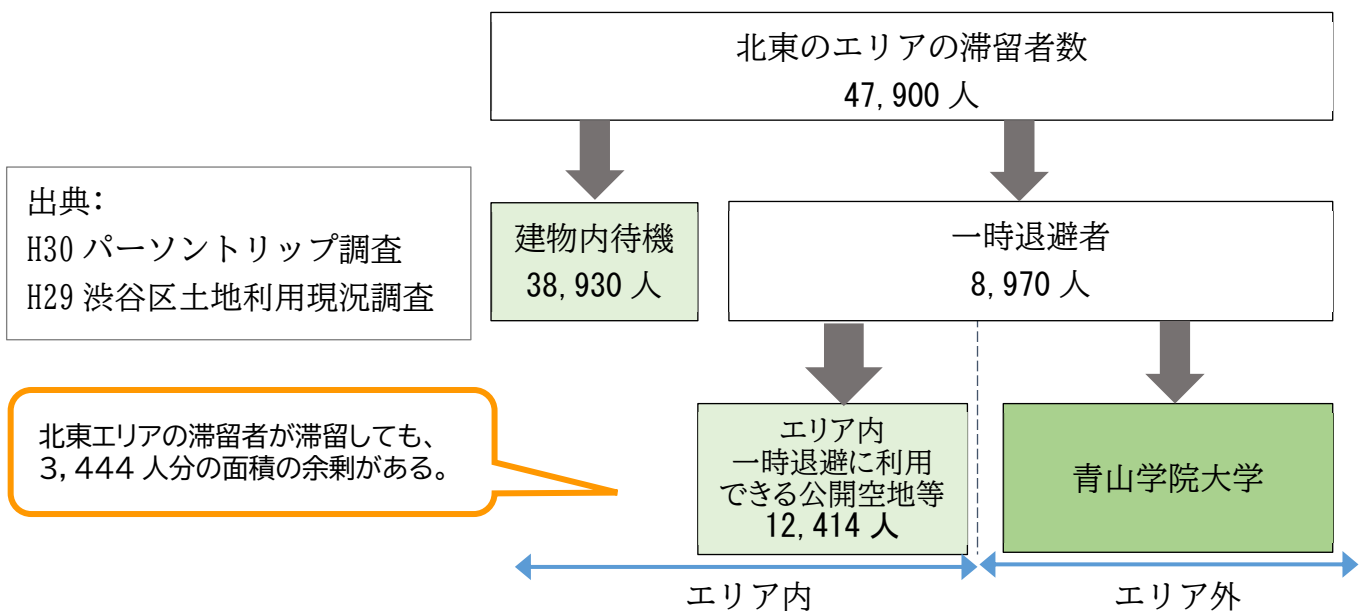 北東のエリアの滞留者数
47,900 人
出典：
H30 パーソントリップ調査
H29 渋谷区土地利用現況調査
建物内待機
38,930 人
一時退避者
8,970 人
北東エリアの滞留者が滞留しても、
3,444 人分の面積の余剰がある。
エリア内
一時退避に利用
できる公開空地等
12,414 人
青山学院大学
エリア内
エリア外